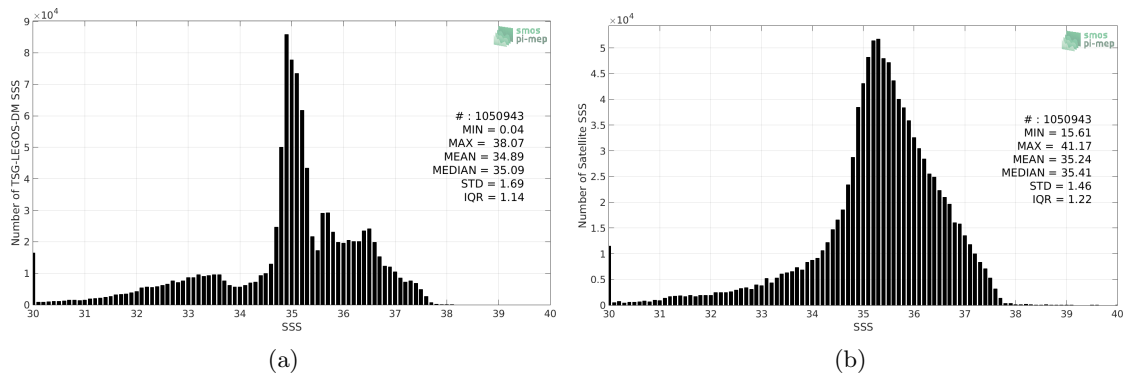 ×10⁴
9
8
7
6
5
4
3
2
1
0
Number of TSG-LEGOS-DM SSS
30 31 32 33 34 35 36 37 38 39 40
SSS
smos
pi-mep
# : 1050943
MIN = 0.04
MAX = 38.07
MEAN = 34.89
MEDIAN = 35.09
STD = 1.69
IQR = 1.14
(a)
×10⁴
5
4.5
4
3.5
3
2.5
2
1.5
1
0.5
0
Number of Satellite SSS
30 31 32 33 34 35 36 37 38 39 40
SSS
smos
pi-mep
# : 1050943
MIN = 15.61
MAX = 41.17
MEAN = 35.24
MEDIAN = 35.41
STD = 1.46
IQR = 1.22
(b)